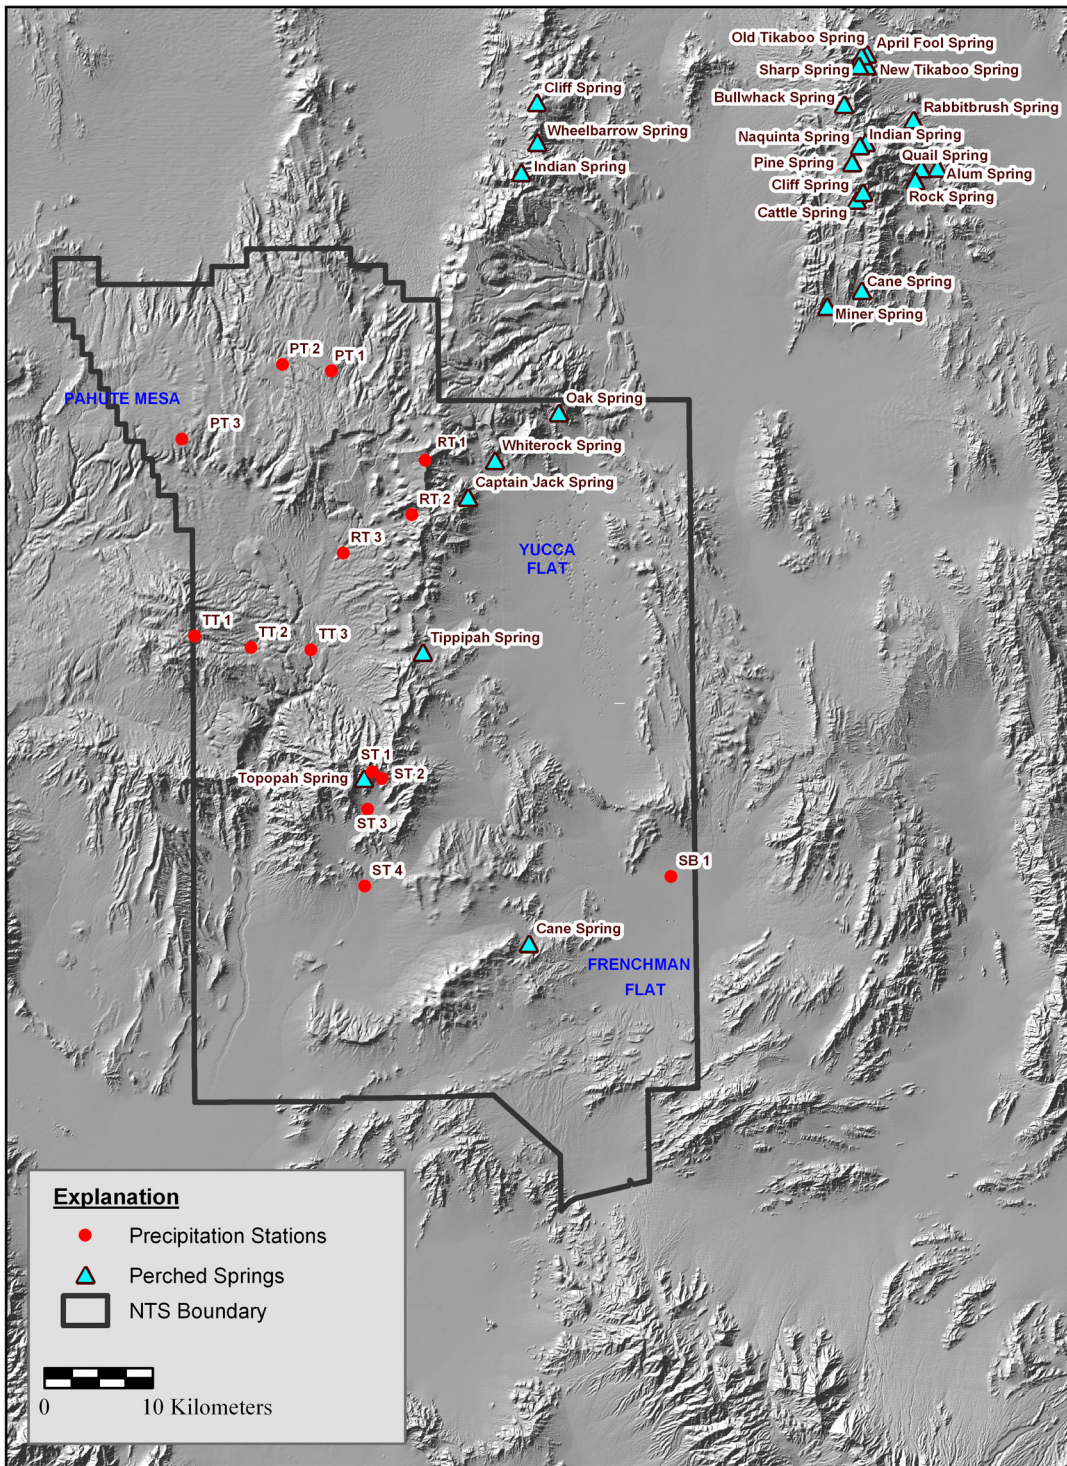 Old Tikaboo Spring
April Fool Spring
Sharp Spring
New Tikaboo Spring
Cliff Spring
Bullwhack Spring
Rabbitbrush Spring
Wheelbarrow Spring
Naquinta Spring
Indian Spring
Pine Spring
Quail Spring
Indian Spring
Alum Spring
Cliff Spring
Rock Spring
Cattle Spring
Cane Spring
Miner Spring
PT 2
PT 1
PAHUTE MESA
Oak Spring
PT 3
RT 1
Whiterock Spring
Captain Jack Spring
RT 2
RT 3
YUCCA
FLAT
TT 1
TT 2
TT 3
Tippipah Spring
ST 1
Topopah Spring
ST 2
ST 3
ST 4
SB 1
Cane Spring
FRENCHMAN
FLAT
Explanation
Precipitation Stations
Perched Springs
NTS Boundary
0 10 Kilometers